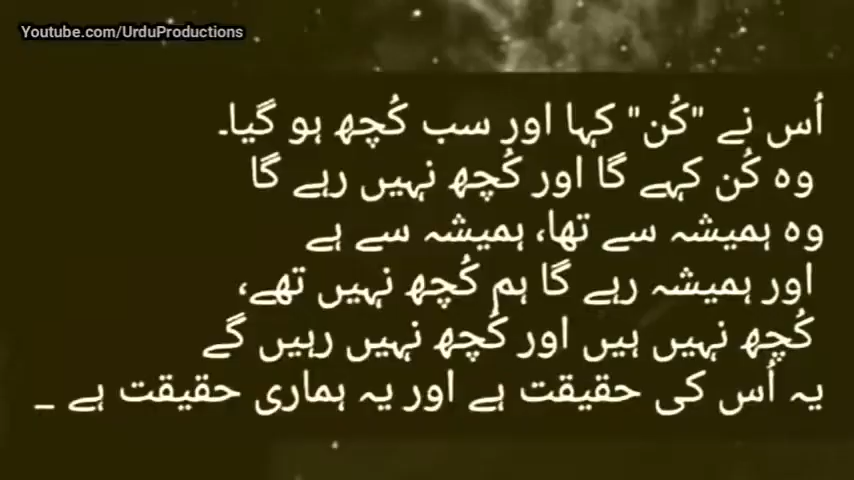 Youtube.com/UrduProductions
اُس نے "کُن" کہا اور سب کُچھ ہو گیا۔
وہ کُن کہے گا اور کُچھ نہیں رہے گا
وہ ہمیشہ سے تھا، ہمیشہ سے ہے
اور ہمیشہ رہے گا ہم کُچھ نہیں تھے،
کُچھ نہیں ہیں اور کُچھ نہیں رہیں گے
یہ اُس کی حقیقت ہے اور یہ ہماری حقیقت ہے _